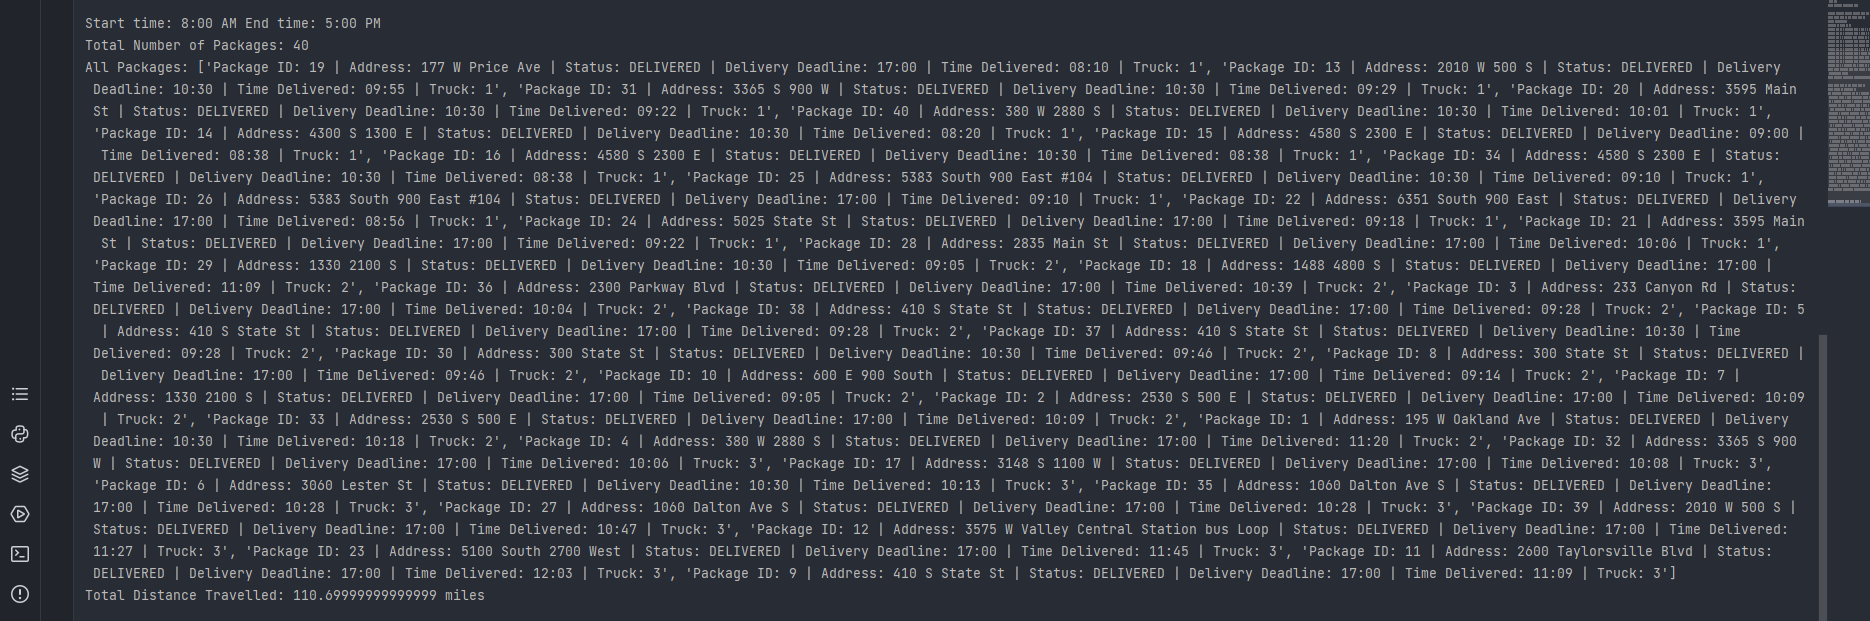 Start time: 8:00 AM End time: 5:00 PM
Total Number of Packages: 40
All Packages: ['Package ID: 19 | Address: 177 W Price Ave | Status: DELIVERED | Delivery Deadline: 17:00 | Time Delivered: 08:10 | Truck: 1', 'Package ID: 13 | Address: 2010 W 500 S | Status: DELIVERED | Delivery
Deadline: 10:30 | Time Delivered: 09:55 | Truck: 1', 'Package ID: 31 | Address: 3365 S 900 W | Status: DELIVERED | Delivery Deadline: 10:30 | Time Delivered: 09:29 | Truck: 1', 'Package ID: 20 | Address: 3595 Main
St | Status: DELIVERED | Delivery Deadline: 10:30 | Time Delivered: 09:22 | Truck: 1', 'Package ID: 40 | Address: 380 W 2880 S | Status: DELIVERED | Delivery Deadline: 10:30 | Time Delivered: 10:01 | Truck: 1',
'Package ID: 14 | Address: 4300 S 1300 E | Status: DELIVERED | Delivery Deadline: 10:30 | Time Delivered: 08:20 | Truck: 1', 'Package ID: 15 | Address: 4580 S 2300 E | Status: DELIVERED | Delivery Deadline: 09:00 |
Time Delivered: 08:38 | Truck: 1', 'Package ID: 16 | Address: 4580 S 2300 E | Status: DELIVERED | Delivery Deadline: 10:30 | Time Delivered: 08:38 | Truck: 1', 'Package ID: 34 | Address: 4580 S 2300 E | Status:
DELIVERED | Delivery Deadline: 10:30 | Time Delivered: 08:38 | Truck: 1', 'Package ID: 25 | Address: 5383 South 900 East #104 | Status: DELIVERED | Delivery Deadline: 10:30 | Time Delivered: 09:10 | Truck: 1',
'Package ID: 26 | Address: 5383 South 900 East #104 | Status: DELIVERED | Delivery Deadline: 17:00 | Time Delivered: 09:10 | Truck: 1', 'Package ID: 22 | Address: 6351 South 900 East | Status: DELIVERED | Delivery
Deadline: 17:00 | Time Delivered: 08:56 | Truck: 1', 'Package ID: 24 | Address: 5025 State St | Status: DELIVERED | Delivery Deadline: 17:00 | Time Delivered: 09:18 | Truck: 1', 'Package ID: 21 | Address: 3595 Main
St | Status: DELIVERED | Delivery Deadline: 17:00 | Time Delivered: 09:22 | Truck: 1', 'Package ID: 28 | Address: 2835 Main St | Status: DELIVERED | Delivery Deadline: 17:00 | Time Delivered: 10:06 | Truck: 1',
'Package ID: 29 | Address: 1330 2100 S | Status: DELIVERED | Delivery Deadline: 10:30 | Time Delivered: 09:05 | Truck: 2', 'Package ID: 18 | Address: 1488 4800 S | Status: DELIVERED | Delivery Deadline: 17:00 |
Time Delivered: 11:09 | Truck: 2', 'Package ID: 36 | Address: 2300 Parkway Blvd | Status: DELIVERED | Delivery Deadline: 17:00 | Time Delivered: 10:39 | Truck: 2', 'Package ID: 3 | Address: 233 Canyon Rd | Status:
DELIVERED | Delivery Deadline: 17:00 | Time Delivered: 10:04 | Truck: 2', 'Package ID: 38 | Address: 410 S State St | Status: DELIVERED | Delivery Deadline: 17:00 | Time Delivered: 09:28 | Truck: 2', 'Package ID: 5
| Address: 410 S State St | Status: DELIVERED | Delivery Deadline: 17:00 | Time Delivered: 09:28 | Truck: 2', 'Package ID: 37 | Address: 410 S State St | Status: DELIVERED | Delivery Deadline: 10:30 | Time
Delivered: 09:28 | Truck: 2', 'Package ID: 30 | Address: 300 State St | Status: DELIVERED | Delivery Deadline: 10:30 | Time Delivered: 09:46 | Truck: 2', 'Package ID: 8 | Address: 300 State St | Status: DELIVERED |
Delivery Deadline: 17:00 | Time Delivered: 09:46 | Truck: 2', 'Package ID: 10 | Address: 600 E 900 South | Status: DELIVERED | Delivery Deadline: 17:00 | Time Delivered: 09:14 | Truck: 2', 'Package ID: 7 |
Address: 1330 2100 S | Status: DELIVERED | Delivery Deadline: 17:00 | Time Delivered: 09:05 | Truck: 2', 'Package ID: 2 | Address: 2530 S 500 E | Status: DELIVERED | Delivery Deadline: 17:00 | Time Delivered: 10:09
| Truck: 2', 'Package ID: 33 | Address: 2530 S 500 E | Status: DELIVERED | Delivery Deadline: 17:00 | Time Delivered: 10:09 | Truck: 2', 'Package ID: 1 | Address: 195 W Oakland Ave | Status: DELIVERED | Delivery
Deadline: 10:30 | Time Delivered: 10:18 | Truck: 2', 'Package ID: 4 | Address: 380 W 2880 S | Status: DELIVERED | Delivery Deadline: 17:00 | Time Delivered: 11:20 | Truck: 2', 'Package ID: 32 | Address: 3365 S 900
W | Status: DELIVERED | Delivery Deadline: 17:00 | Time Delivered: 10:06 | Truck: 3', 'Package ID: 17 | Address: 3148 S 1100 W | Status: DELIVERED | Delivery Deadline: 17:00 | Time Delivered: 10:08 | Truck: 3',
'Package ID: 6 | Address: 3060 Lester St | Status: DELIVERED | Delivery Deadline: 10:30 | Time Delivered: 10:13 | Truck: 3', 'Package ID: 35 | Address: 1060 Dalton Ave S | Status: DELIVERED | Delivery Deadline:
17:00 | Time Delivered: 10:28 | Truck: 3', 'Package ID: 27 | Address: 1060 Dalton Ave S | Status: DELIVERED | Delivery Deadline: 17:00 | Time Delivered: 10:28 | Truck: 3', 'Package ID: 39 | Address: 2010 W 500 S |
Status: DELIVERED | Delivery Deadline: 17:00 | Time Delivered: 10:47 | Truck: 3', 'Package ID: 12 | Address: 3575 W Valley Central Station bus Loop | Status: DELIVERED | Delivery Deadline: 17:00 | Time Delivered:
11:27 | Truck: 3', 'Package ID: 23 | Address: 5100 South 2700 West | Status: DELIVERED | Delivery Deadline: 17:00 | Time Delivered: 11:45 | Truck: 3', 'Package ID: 11 | Address: 2600 Taylorsville Blvd | Status:
DELIVERED | Delivery Deadline: 17:00 | Time Delivered: 12:03 | Truck: 3', 'Package ID: 9 | Address: 410 S State St | Status: DELIVERED | Delivery Deadline: 17:00 | Time Delivered: 11:09 | Truck: 3']
Total Distance Travelled: 110.69999999999999 miles